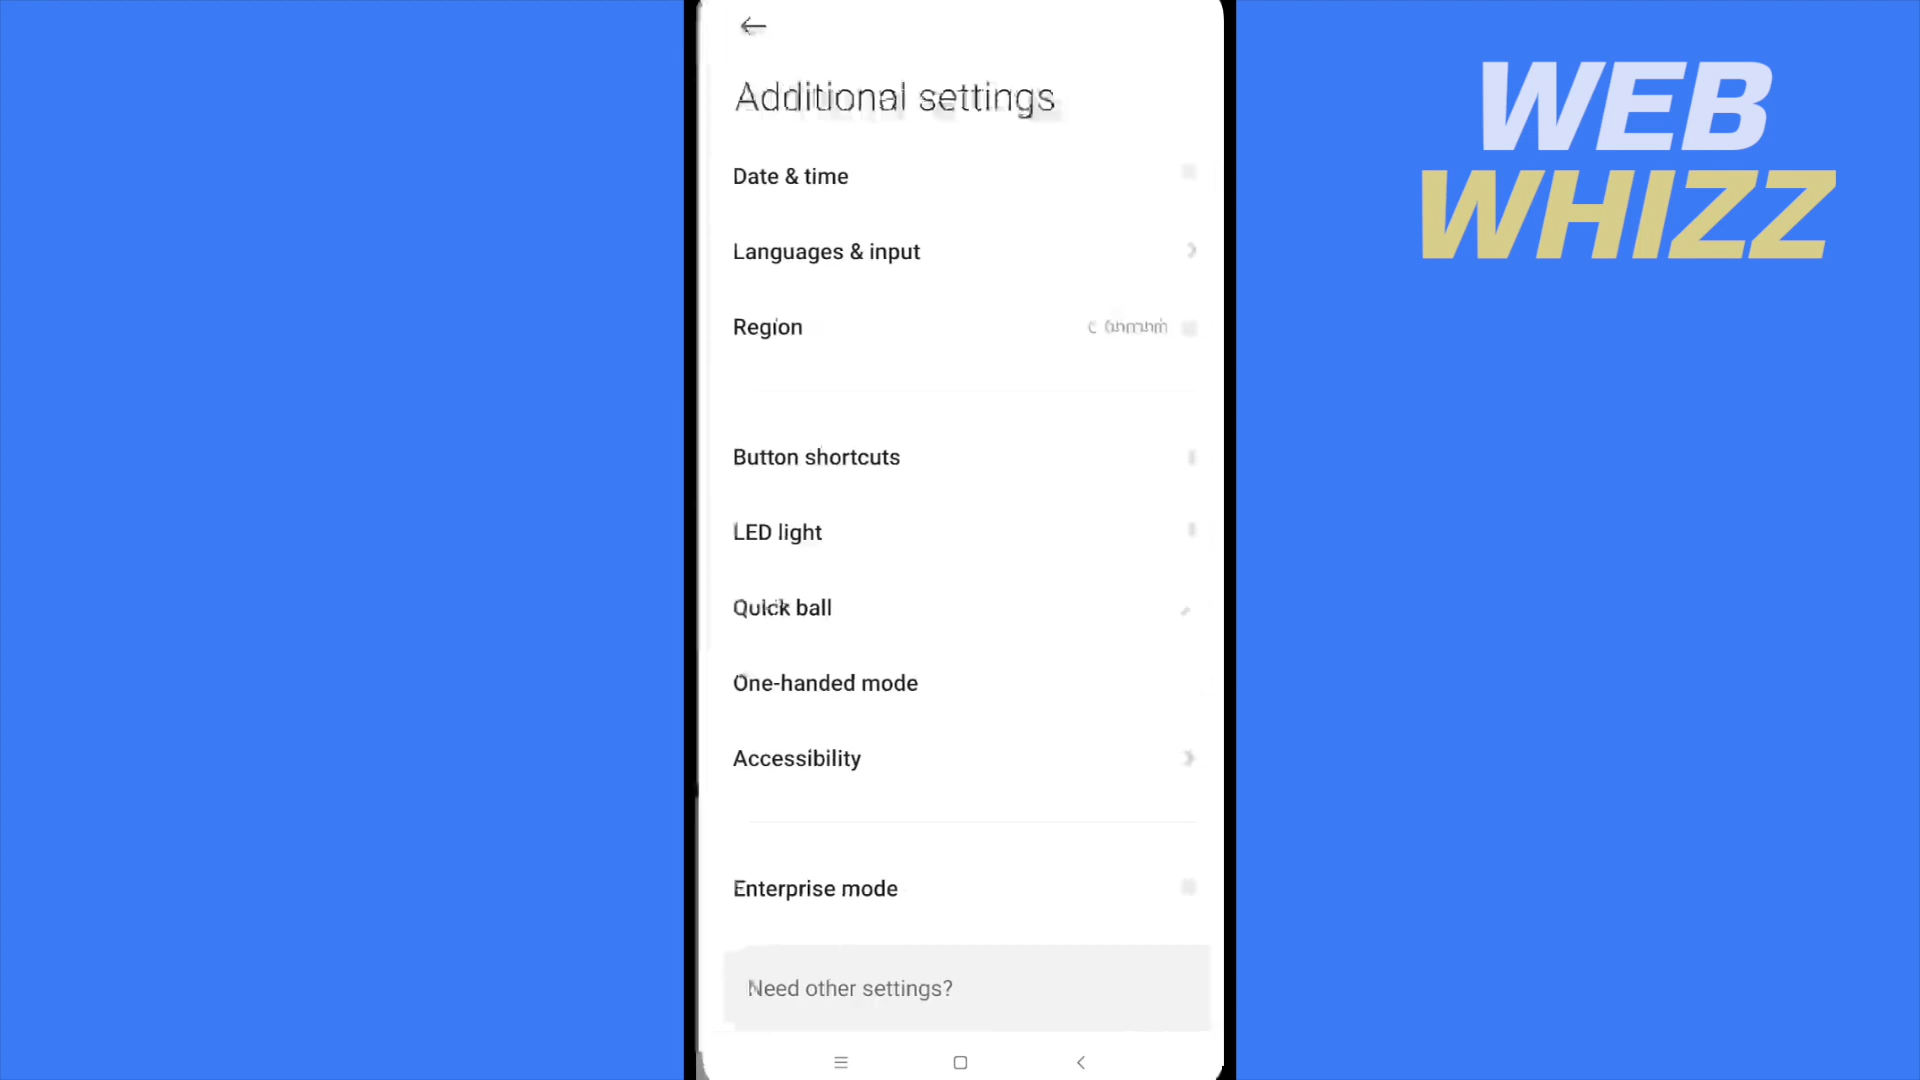 Additional settings
Date & time
Languages & input
Region
Button shortcuts
LED light
Quick ball
One-handed mode
Accessibility
Enterprise mode
Need other settings?
WEB
WHIZZ